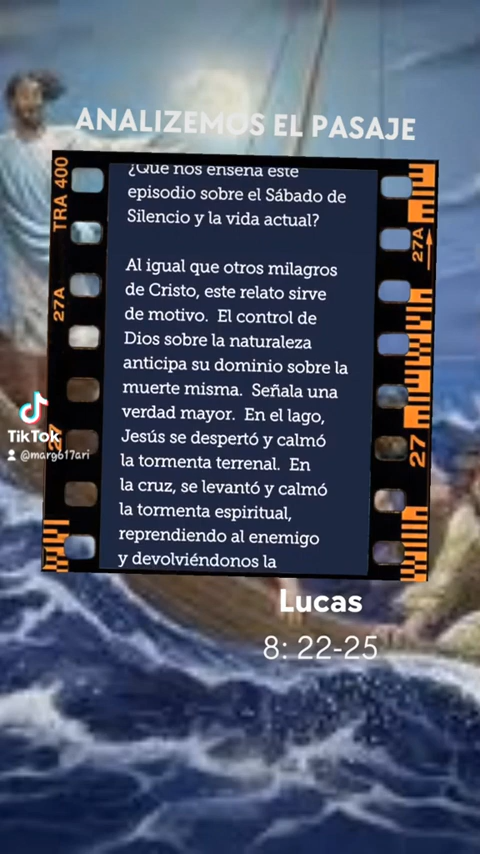 ANALIZEMOS EL PASAJE
¿Qué nos enseña este
episodio sobre el Sábado de
Silencio y la vida actual?
Al igual que otros milagros
de Cristo, este relato sirve
de motivo. El control de
Dios sobre la naturaleza
anticipa su dominio sobre la
muerte misma. Señala una
verdad mayor. En el lago,
Jesús se despertó y calmó
la tormenta terrenal. En
la cruz, se levantó y calmó
la tormenta espiritual,
reprendiendo al enemigo
y devolviéndonos la
Lucas
8: 22-25
TRA 400
27A
27
27A
27
TikTok
@marg617ari